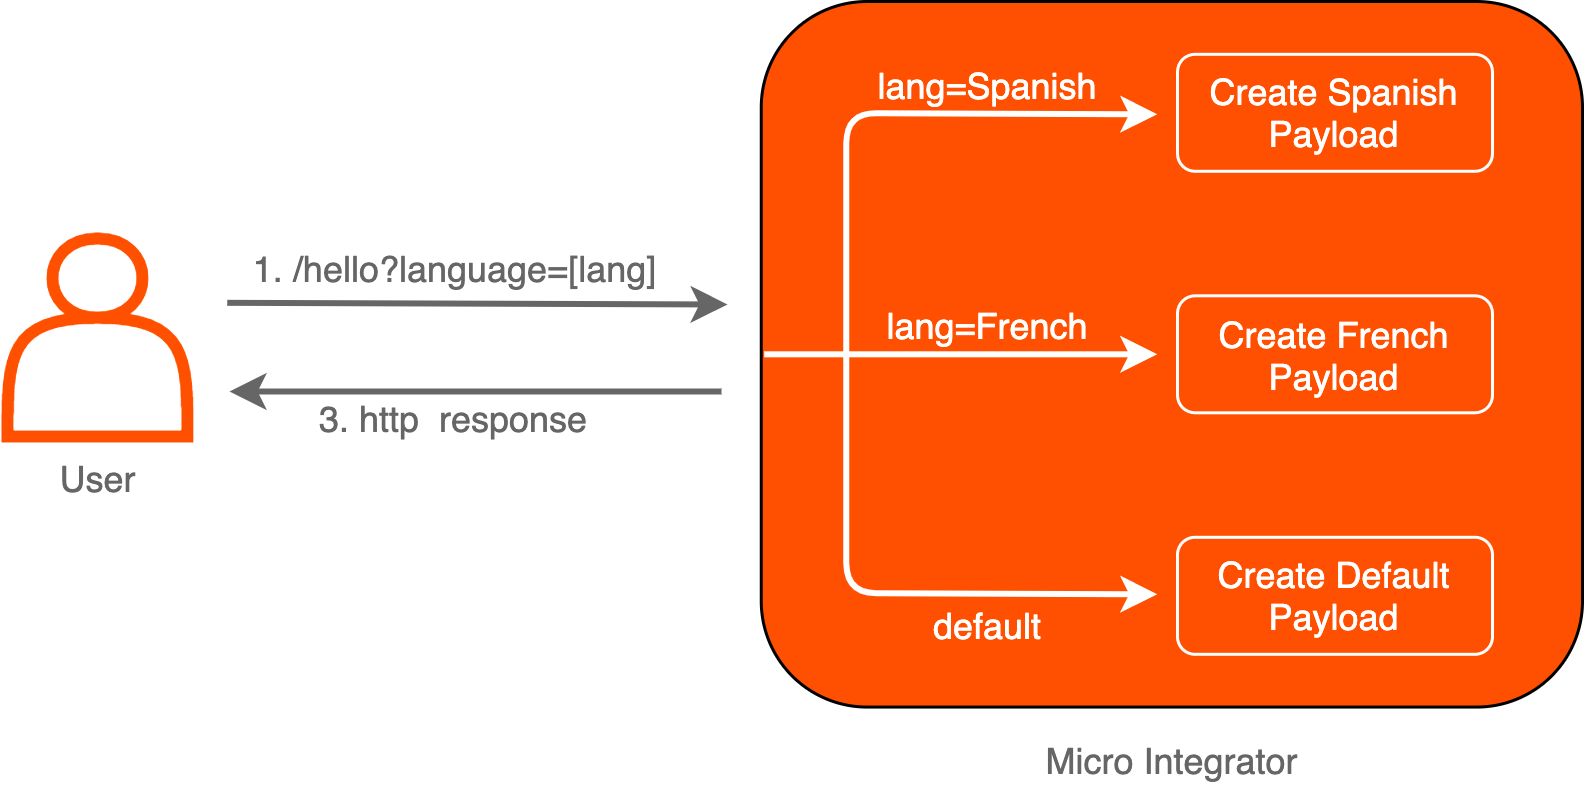 lang=Spanish
Create Spanish
Payload
1. /hello?language=[lang]
lang=French
Create French
Payload
3. http  response
User
Create Default
Payload
default
Micro Integrator